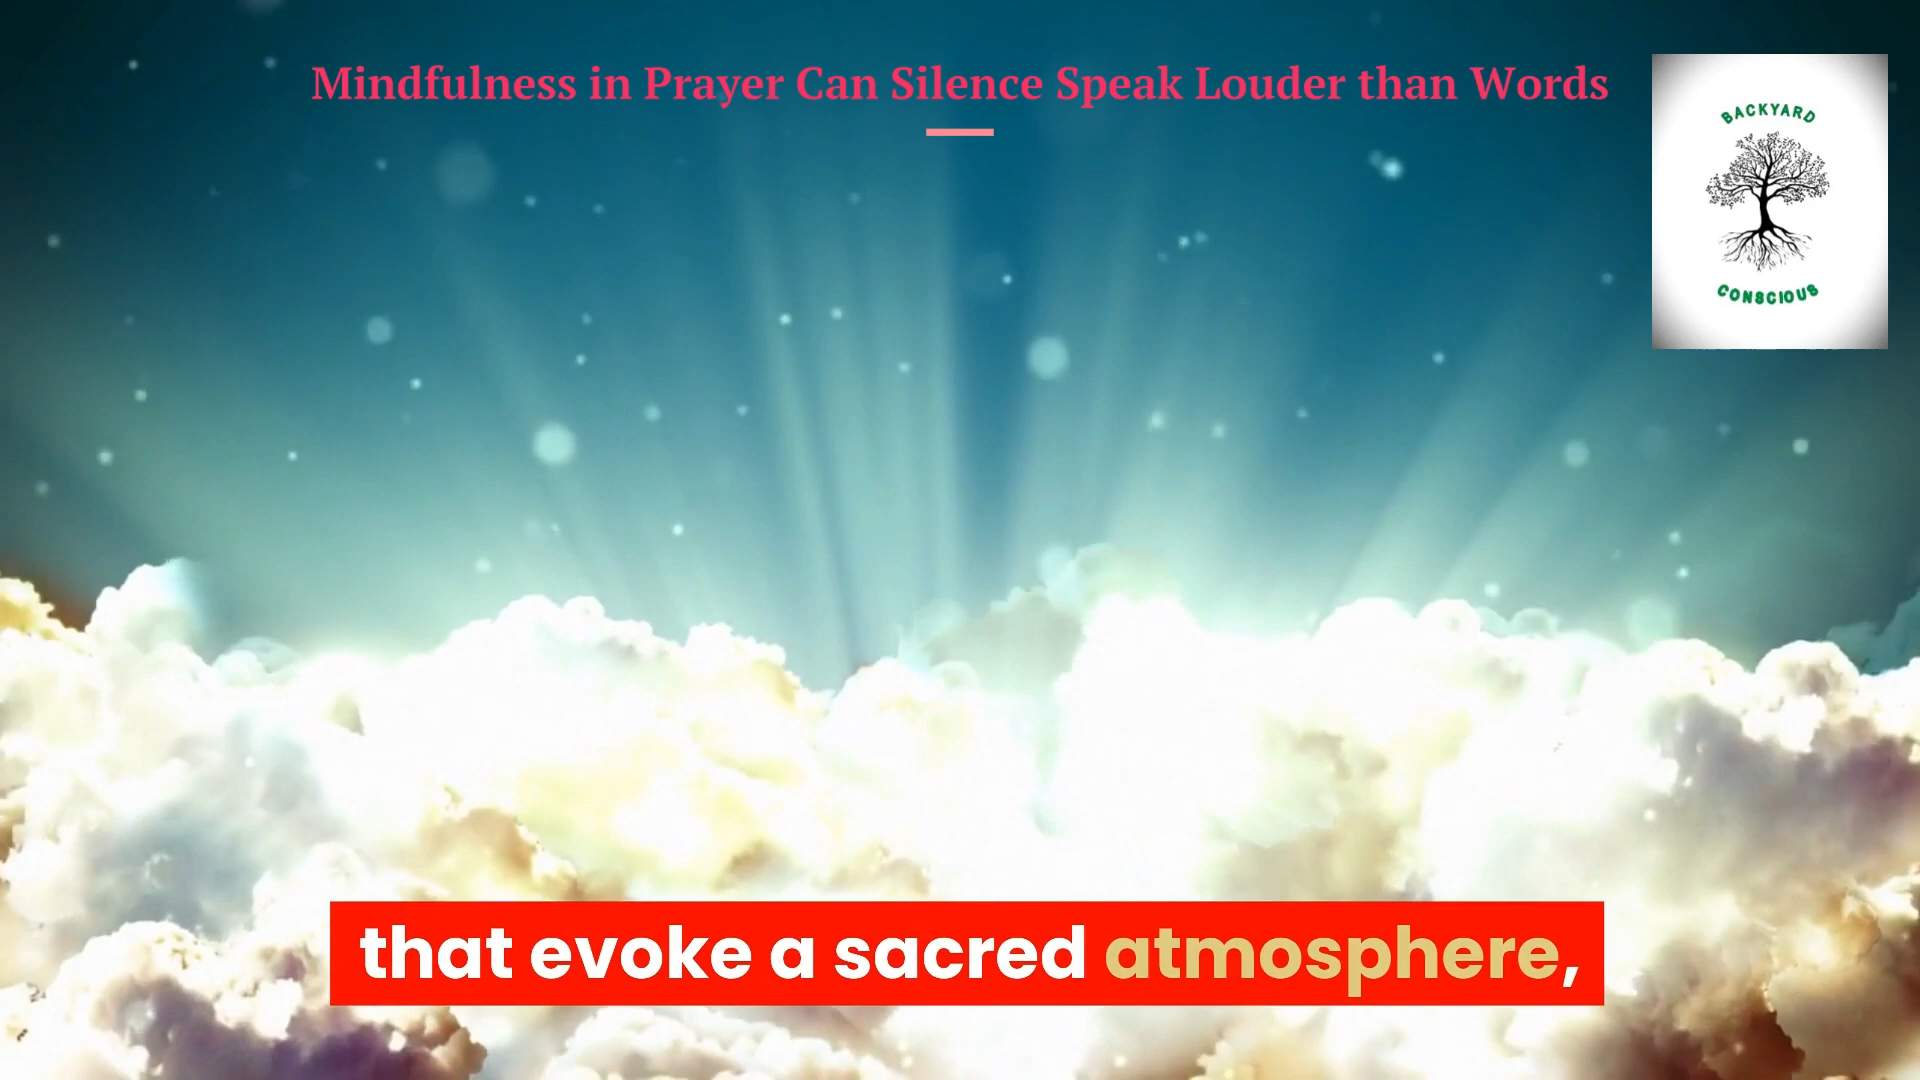 Mindfulness in Prayer Can Silence Speak Louder than Words
BACKYARD
CONSCIOUS
that evoke a sacred atmosphere,